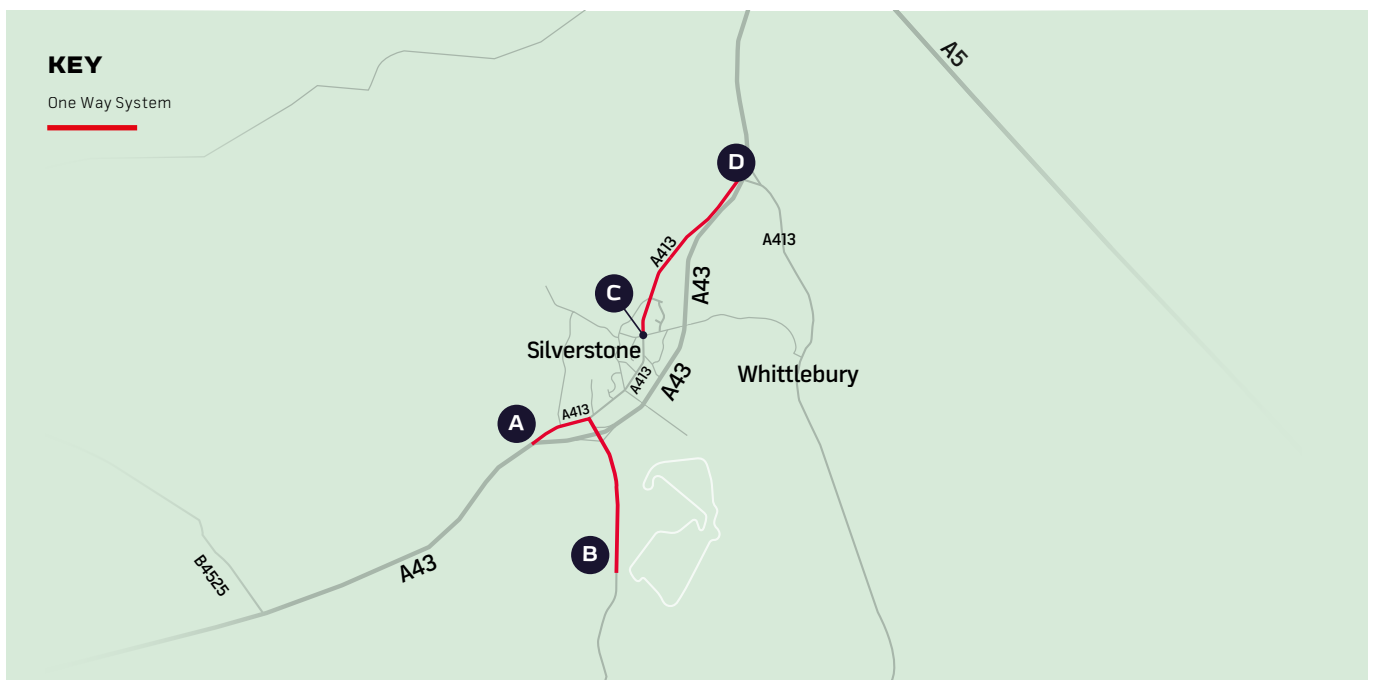 KEY
One Way System
A5
D
A413
A413
A43
C
Silverstone
A413
A43
Whittlebury
A
A413
B
A43
B4525